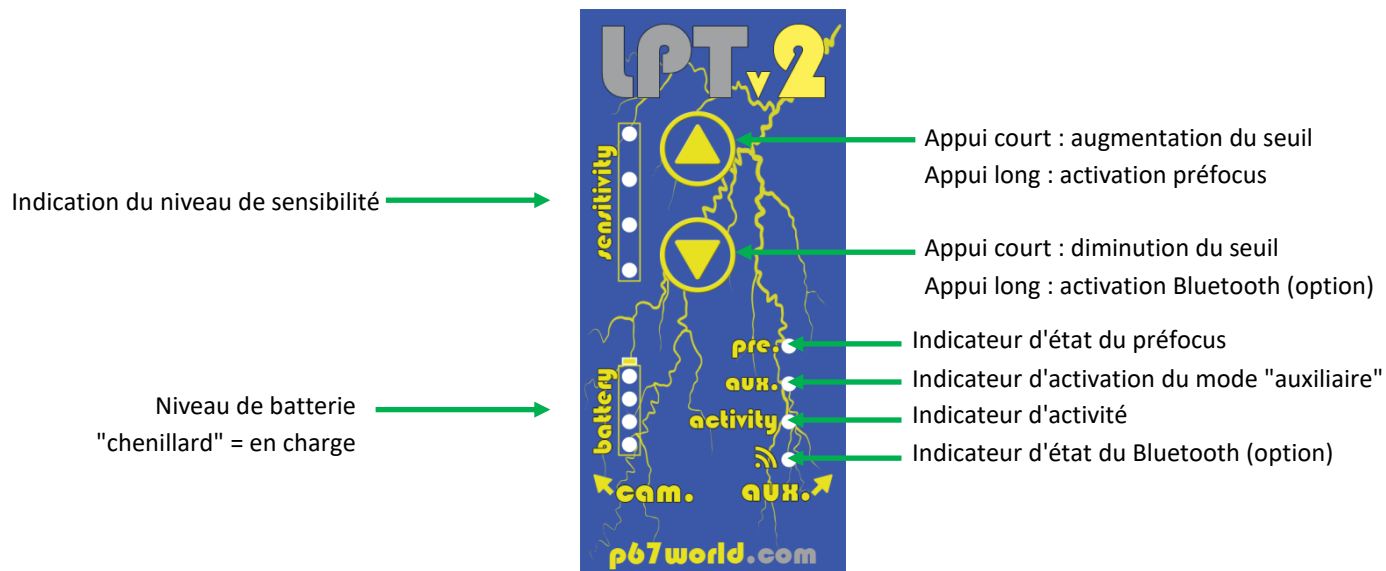 LPT v2
Appui court : augmentation du seuil
Appui long : activation préfocus
sensitivity
Indication du niveau de sensibilité
Appui court : diminution du seuil
Appui long : activation Bluetooth (option)
pre.
Indicateur d'état du préfocus
aux.
Indicateur d'activation du mode "auxiliaire"
battery
Niveau de batterie
"chenillard" = en charge
activity
Indicateur d'activité
Indicateur d'état du Bluetooth (option)
cam.
aux.
p67world.com